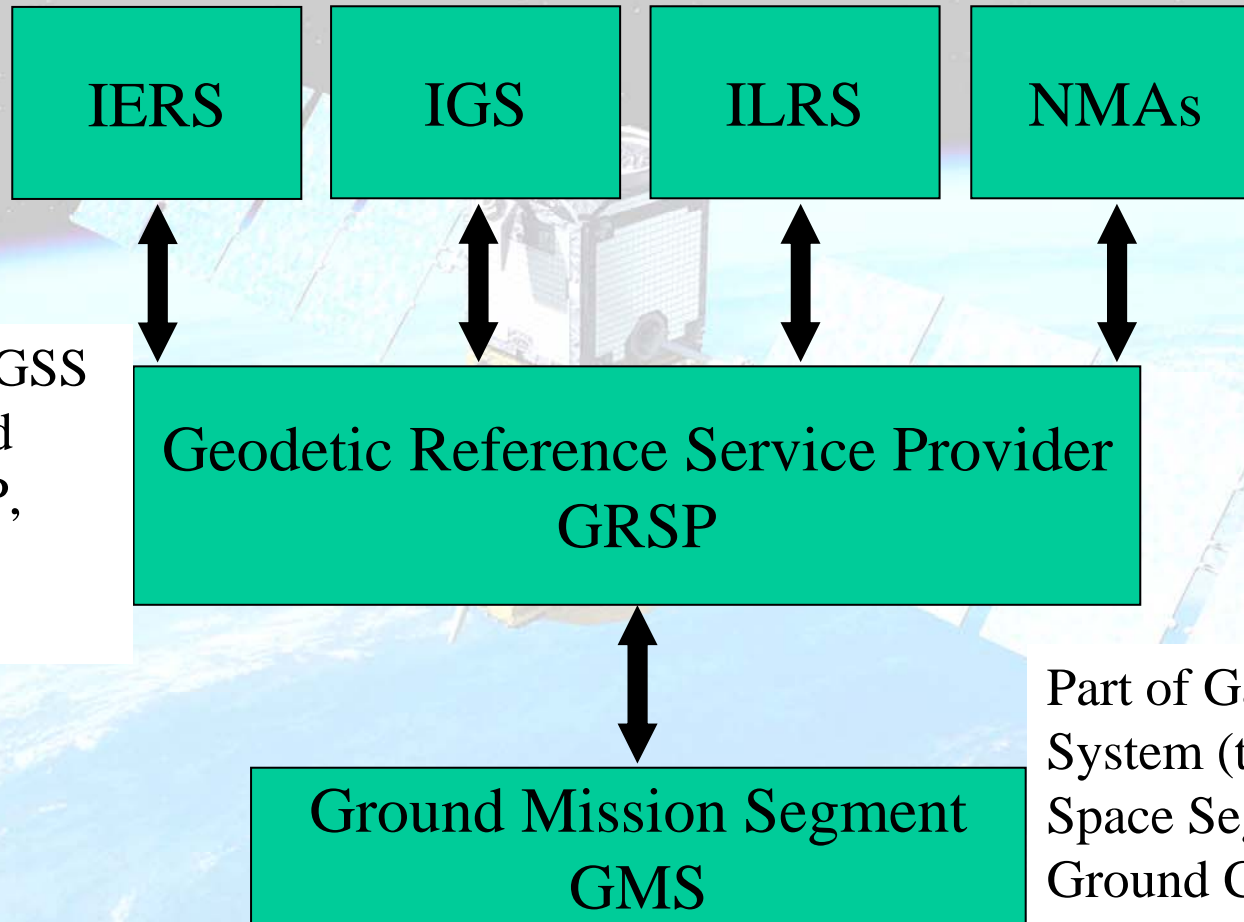 IERS
IGS
ILRS
NMAs
GSS
Geodetic Reference Service Provider
GRSP
Part of
System
Space
Ground
Ground Mission Segment
GMS